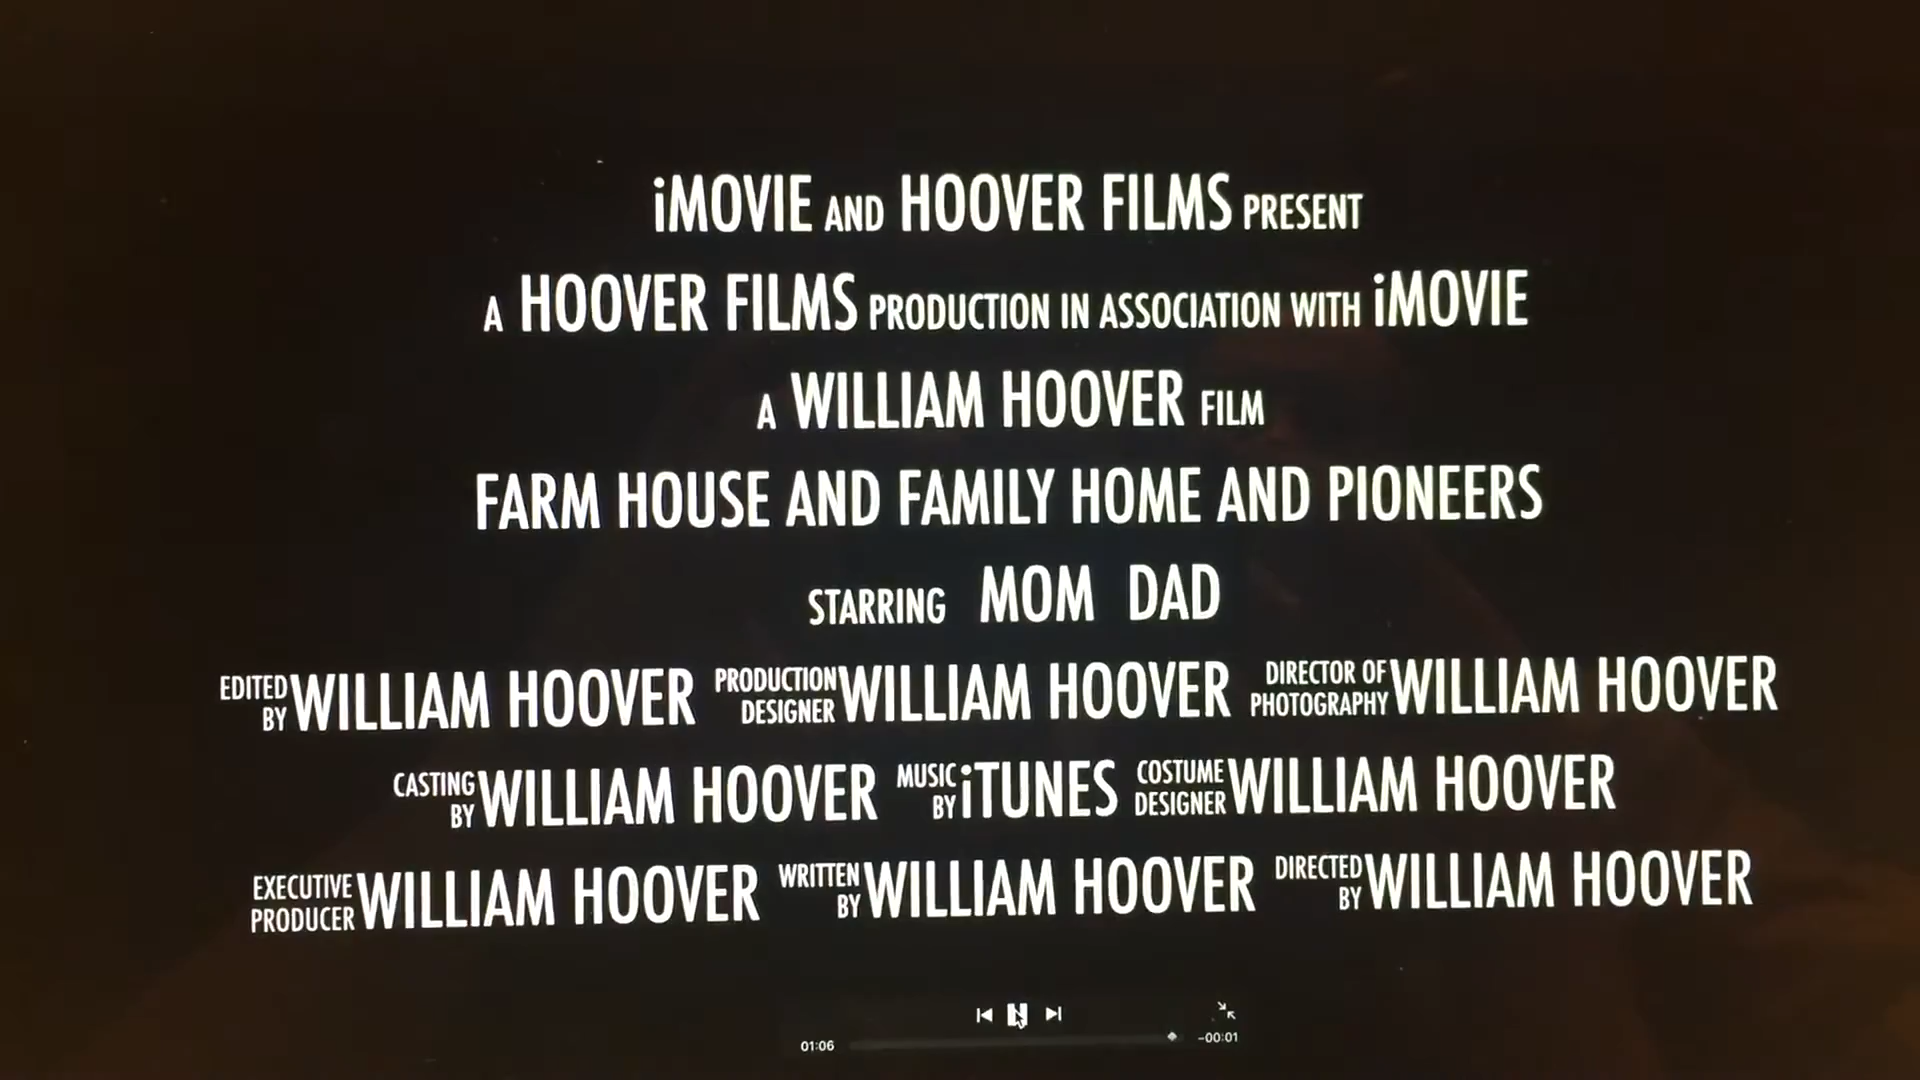 iMOVIE AND HOOVER FILMS PRESENT
A HOOVER FILMS PRODUCTION IN ASSOCIATION WITH iMOVIE
A WILLIAM HOOVER FILM
FARM HOUSE AND FAMILY HOME AND PIONEERS
STARRING MOM DAD
EDITED BY WILLIAM HOOVER PRODUCTION DESIGNER WILLIAM HOOVER DIRECTOR OF PHOTOGRAPHY WILLIAM HOOVER
CASTING BY WILLIAM HOOVER MUSIC BY iTUNES COSTUME DESIGNER WILLIAM HOOVER
EXECUTIVE PRODUCER WILLIAM HOOVER WRITTEN BY WILLIAM HOOVER DIRECTED BY WILLIAM HOOVER
01:06 -00:01